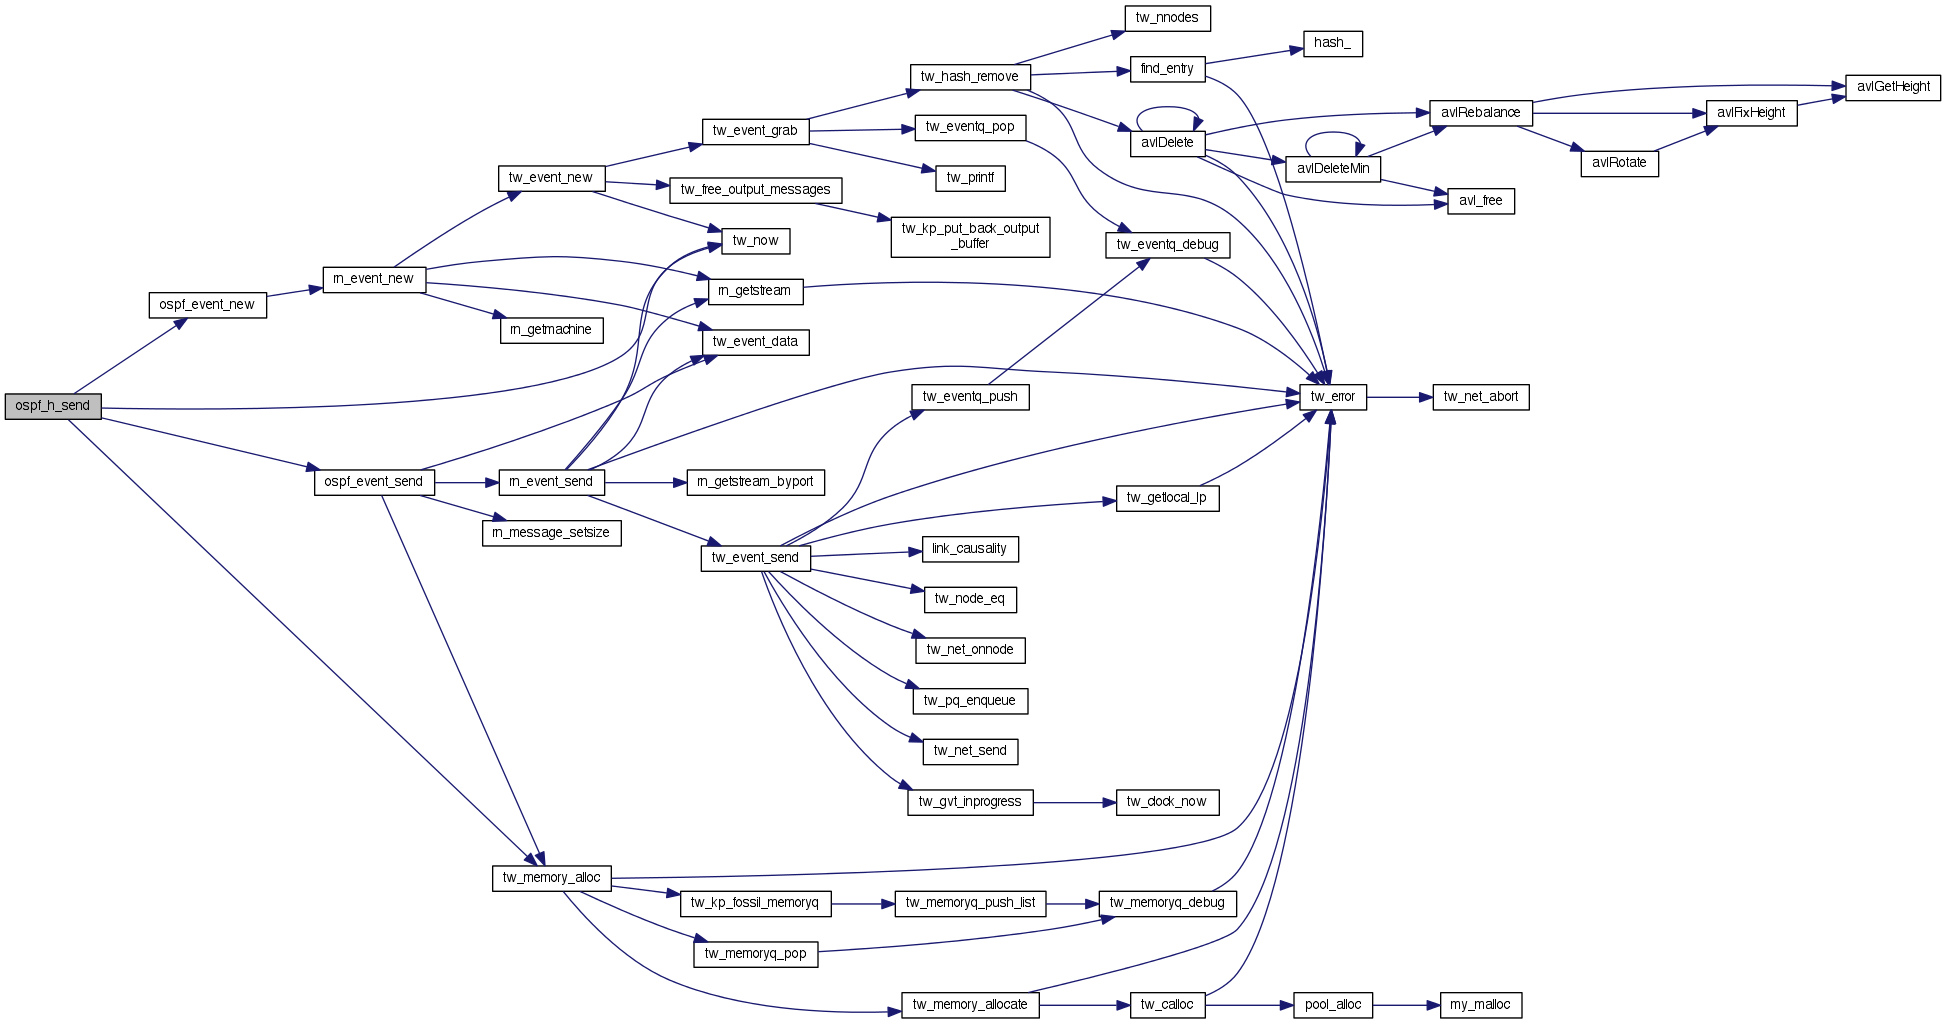 tw_nnodes
hash_
tw_hash_remove
find_entry
avlGetHeight
avlRebalance
avlFixHeight
tw_event_grab
tw_eventq_pop
avlDelete
avlRotate
avlDeleteMin
tw_event_new
tw_printf
tw_free_output_messages
avl_free
tw_kp_put_back_output
_buffer
tw_now
tw_eventq_debug
rn_event_new
rn_getstream
ospf_event_new
rn_getmachine
tw_event_data
ospf_h_send
tw_eventq_push
tw_error
tw_net_abort
ospf_event_send
rn_event_send
rn_getstream_byport
tw_getlocal_lp
rn_message_setsize
tw_event_send
link_causality
tw_node_eq
tw_net_onnode
tw_pq_enqueue
tw_net_send
tw_gvt_inprogress
tw_clock_now
tw_memory_alloc
tw_kp_fossil_memoryq
tw_memoryq_push_list
tw_memoryq_debug
tw_memoryq_pop
tw_memory_allocate
tw_calloc
pool_alloc
my_malloc